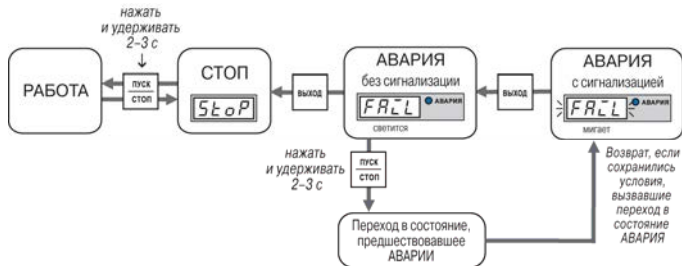 нажать
и удерживать
2–3 с
РАБОТА
ПУСК
СТОП
СТОП
StoP
ВЫХОД
АВАРИЯ
без сигнализации
FAIL
АВАРИЯ
светится
ВЫХОД
АВАРИЯ
с сигнализацией
FAIL
АВАРИЯ
мигает
нажать
и удерживать
2–3 с
ПУСК
СТОП
Возврат, если
сохранились
условия,
вызвавшие
переход в
состояние
АВАРИЯ
Переход в состояние,
предшествовавшее
АВАРИИ